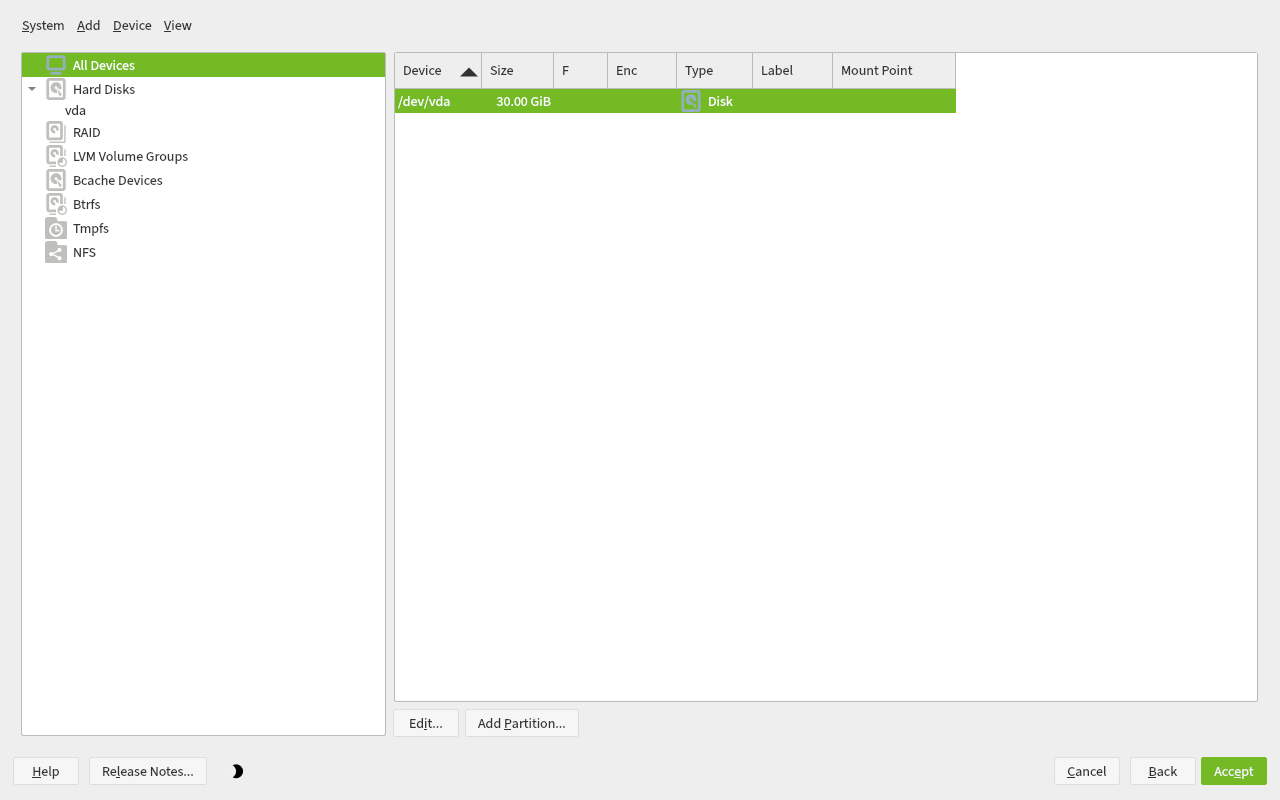 System Add Device View
All Devices
Hard Disks
vda
RAID
LVM Volume Groups
Bcache Devices
Btrfs
Tmpfs
NFS
Device Size F Enc Type Label Mount Point
/dev/vda 30.00 GiB Disk
Edit... Add Partition...
Help Release Notes... Cancel Back Accept